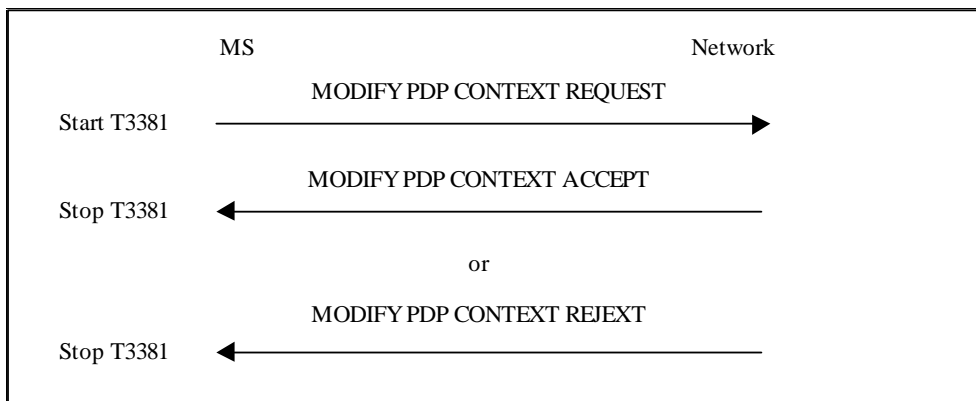 MS Network
MODIFY PDP CONTEXT REQUEST
Start T3381
MODIFY PDP CONTEXT ACCEPT
Stop T3381
or
MODIFY PDP CONTEXT REJEXT
Stop T3381